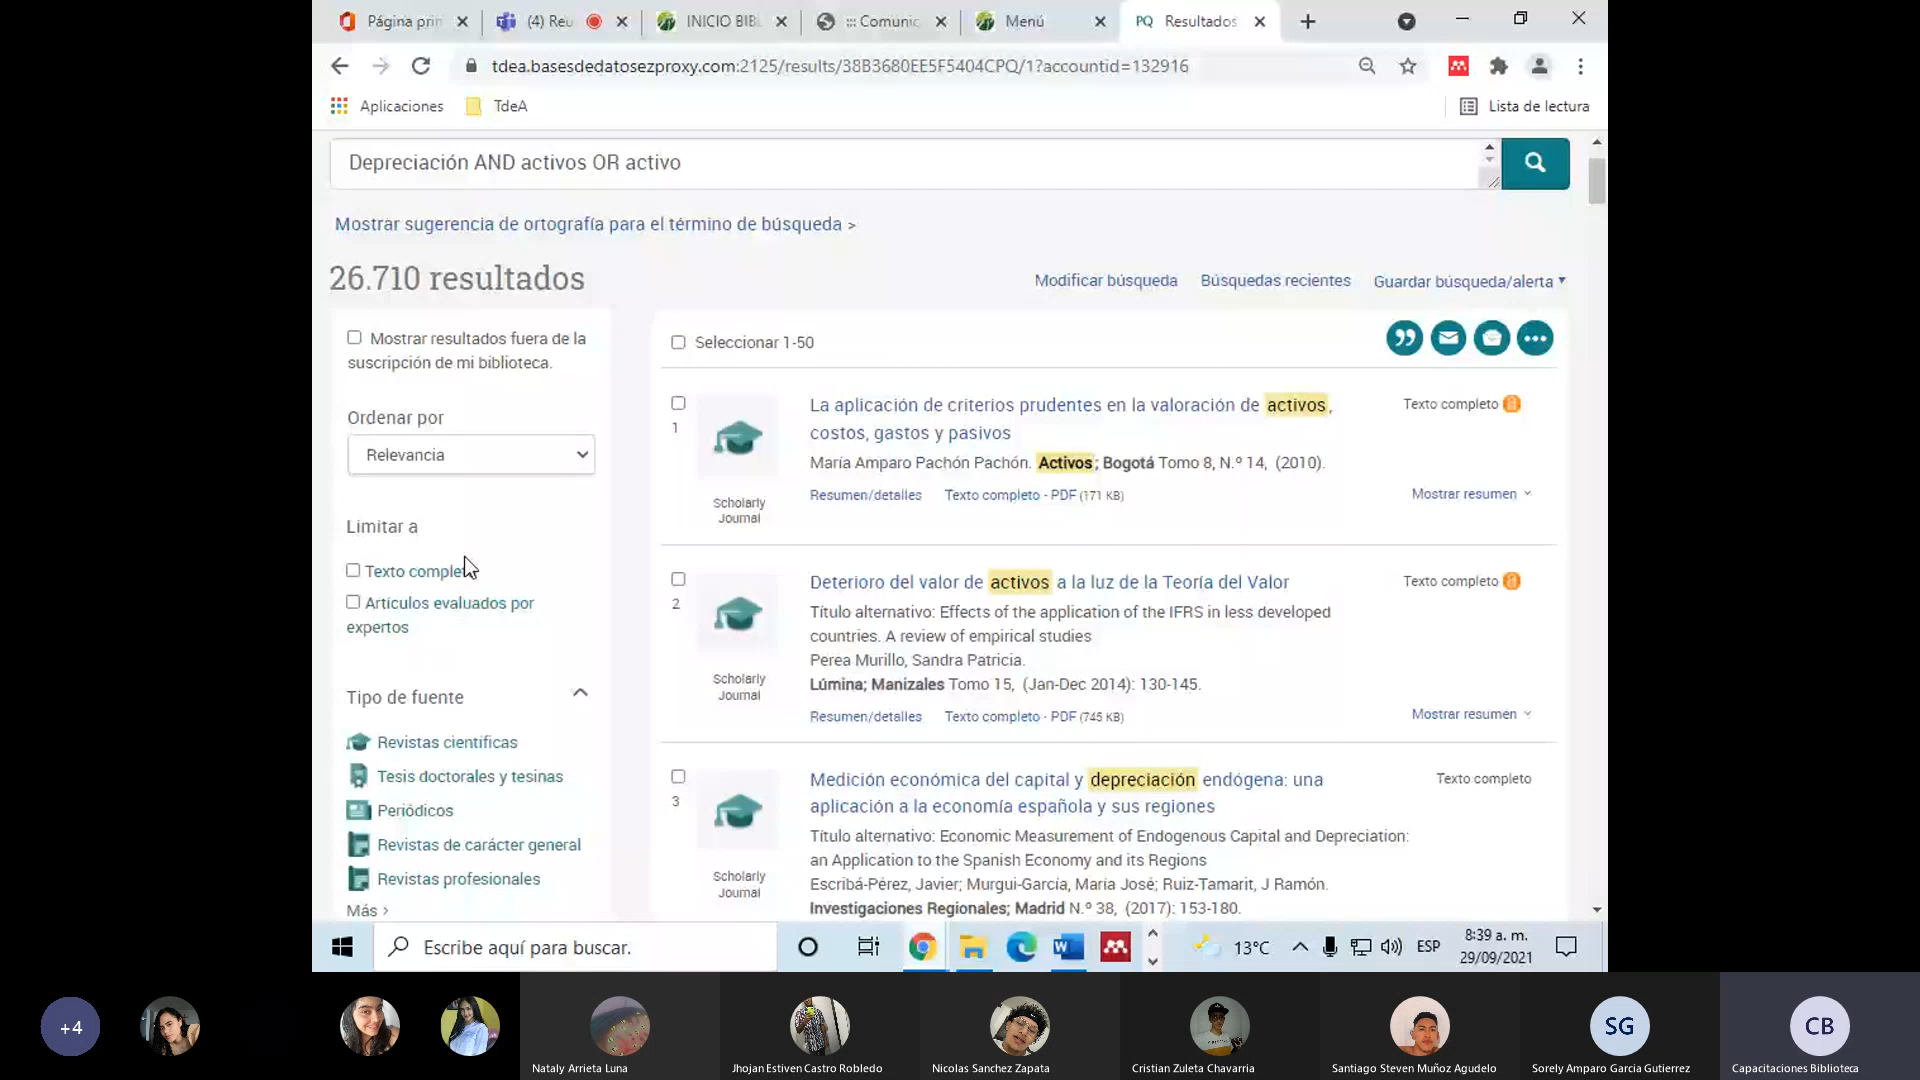 Página prin
(4) Reu
INICIO BIBL
::: Comunic
Menú
PQ Resultados
tdea.basesdedatosezproxy.com:2125/results/38B3680EE5F5404CPQ/1?accountid=132916
Aplicaciones
TdeA
Lista de lectura
Depreciación AND activos OR activo
Mostrar sugerencia de ortografía para el término de búsqueda >
26.710 resultados
Modificar búsqueda
Búsquedas recientes
Guardar búsqueda/alerta
Mostrar resultados fuera de la
suscripción de mi biblioteca.
Ordenar por
Relevancia
Limitar a
Texto complet
Artículos evaluados por
expertos
Tipo de fuente
Revistas científicas
Tesis doctorales y tesinas
Periódicos
Revistas de carácter general
Revistas profesionales
Más >
Seleccionar 1-50
1
Scholarly
Journal
La aplicación de criterios prudentes en la valoración de activos,
costos, gastos y pasivos
María Amparo Pachón Pachón. Activos; Bogotá Tomo 8, N.º 14, (2010).
Resumen/detalles
Texto completo - PDF (171 KB)
Texto completo
Mostrar resumen
2
Scholarly
Journal
Deterioro del valor de activos a la luz de la Teoría del Valor
Título alternativo: Effects of the application of the IFRS in less developed
countries. A review of empirical studies
Perea Murillo, Sandra Patricia.
Lúmina; Manizales Tomo 15, (Jan-Dec 2014): 130-145.
Resumen/detalles
Texto completo - PDF (745 KB)
Texto completo
Mostrar resumen
3
Scholarly
Journal
Medición económica del capital y depreciación endógena: una
aplicación a la economía española y sus regiones
Título alternativo: Economic Measurement of Endogenous Capital and Depreciation:
an Application to the Spanish Economy and its Regions
Escribá-Pérez, Javier; Murgui-García, María José; Ruiz-Tamarit, J Ramón.
Investigaciones Regionales; Madrid N.º 38, (2017): 153-180.
Texto completo
Escribe aquí para buscar.
13°C
ESP
8:39 a. m.
29/09/2021
+4
Nataly Arrieta Luna
Jhojan Estiven Castro Robledo
Nicolas Sanchez Zapata
Cristian Zuleta Chavarria
Santiago Steven Muñoz Agudelo
SG
Sorely Amparo Garcia Gutierrez
CB
Capacitaciones Biblioteca